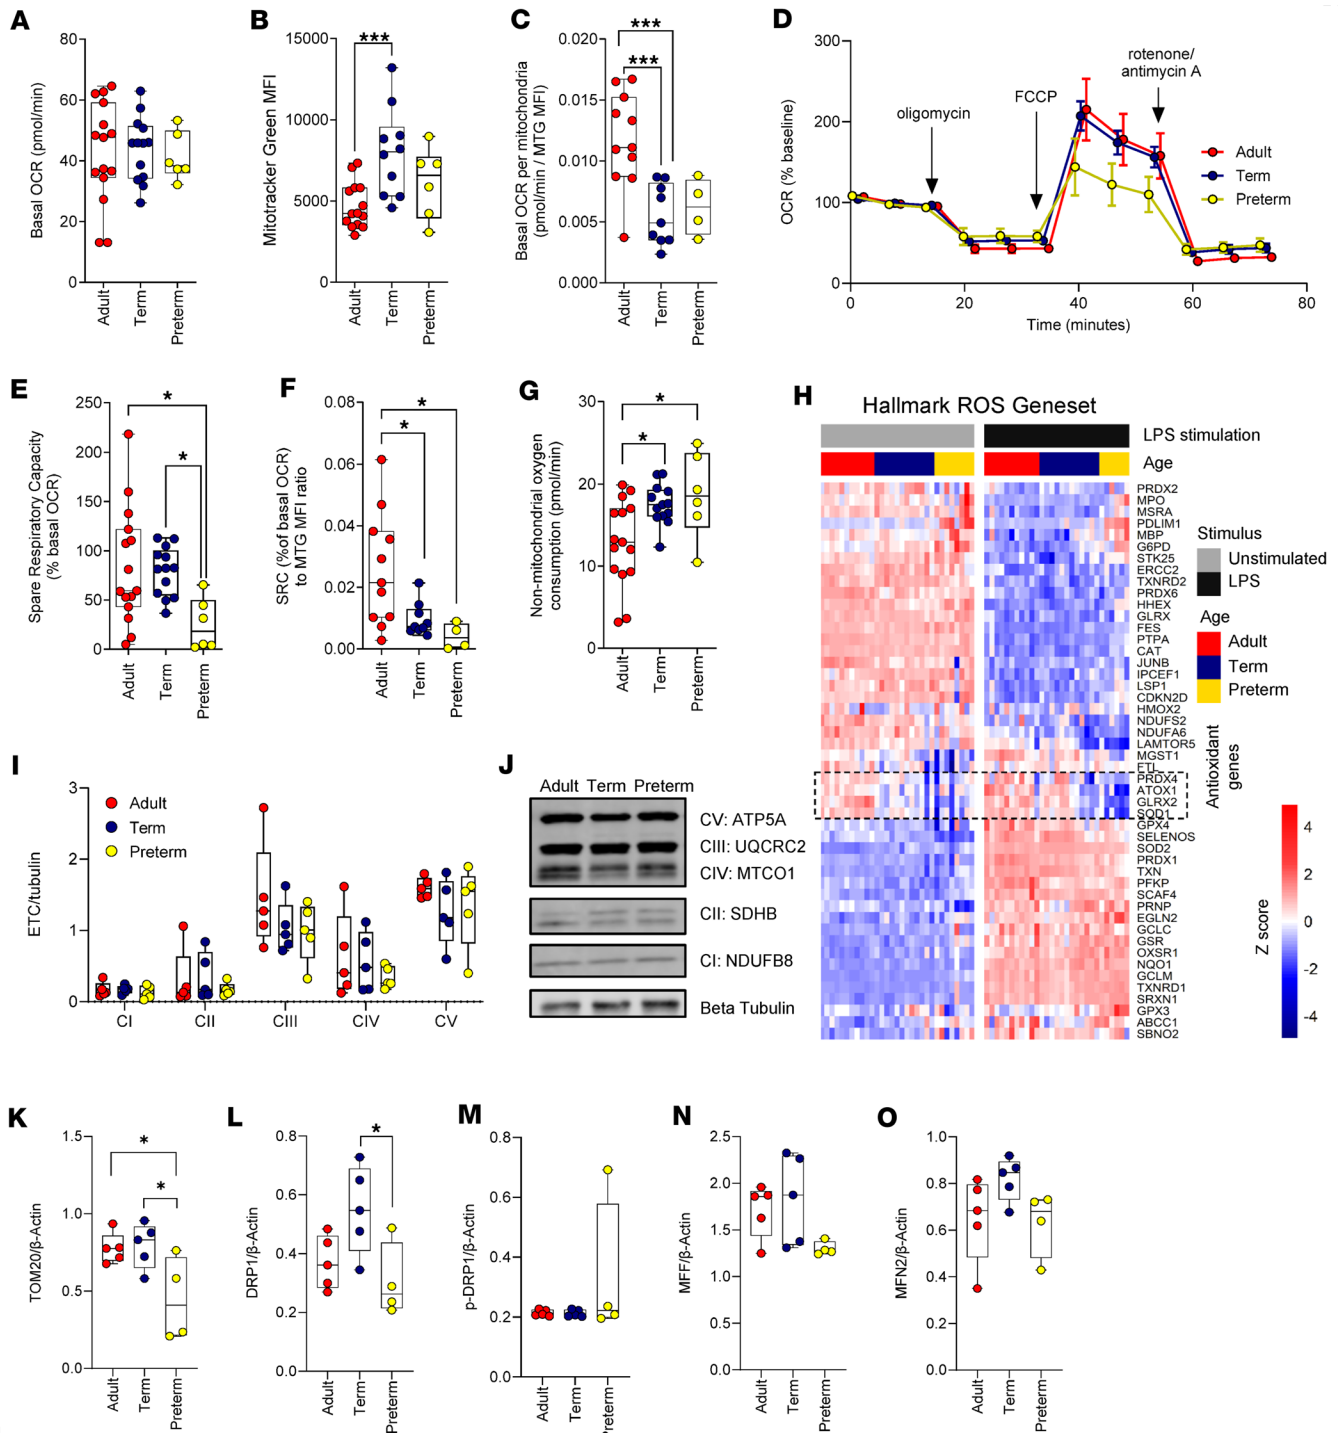 A
Basal OCR (pmol/min)
80
60
40
20
0
Adult
Term
Preterm
B
Mitotracker Green MFI
15000
10000
5000
0
***
Adult
Term
Preterm
C
Basal OCR per mitochondria
(pmol/min / MTG MFI)
0.020
0.015
0.010
0.005
0.000
***
***
Adult
Term
Preterm
D
OCR (% baseline)
300
200
100
0
oligomycin
FCCP
rotenone/
antimycin A
Adult
Term
Preterm
0
20
40
60
80
Time (minutes)
E
Spare Respiratory Capacity
(% basal OCR)
250
200
150
100
50
0
*
*
Adult
Term
Preterm
F
SRC (%of basal OCR)
to MTG MFI ratio
0.08
0.06
0.04
0.02
0.00
*
*
Adult
Term
Preterm
G
Non-mitochondrial oxygen
consumption (pmol/min)
30
20
10
0
*
*
Adult
Term
Preterm
H
Hallmark ROS Geneset
LPS stimulation
Age
PRDX2
MPO
MSRA
PDLIM1
MBP
G6PD
STK25
ERCC2
TXNRD2
PRDX6
HHEX
GLRX
FES
PTPA
CAT
JUNB
IPCEF1
LSP1
CDKN2D
HMOX2
NDUFS2
NDUFA6
LAMTOR5
MGST1
FTL
PRDX4
ATOX1
GLRX2
SOD1
GPX4
SELENOS
SOD2
PRDX1
TXN
PFKP
SCAF4
PRNP
EGLN2
GCLC
GSR
OXSR1
NQO1
GCLM
TXNRD1
SRXN1
GPX3
ABCC1
SBNO2
Stimulus
Unstimulated
LPS
Age
Adult
Term
Preterm
Antioxidant
genes
Z score
4
2
0
-2
-4
I
ETC/tubulin
3
2
1
0
Adult
Term
Preterm
CI
CII
CIII
CIV
CV
J
Adult Term Preterm
CV: ATP5A
CIII: UQCRC2
CIV: MTCO1
CII: SDHB
CI: NDUFB8
Beta Tubulin
K
TOM20/β-Actin
1.5
1.0
0.5
0.0
*
*
Adult
Term
Preterm
L
DRP1/β-Actin
0.8
0.6
0.4
0.2
0.0
*
Adult
Term
Preterm
M
p-DRP1/β-Actin
0.8
0.6
0.4
0.2
0.0
Adult
Term
Preterm
N
MFF/β-Actin
2.5
2.0
1.5
1.0
0.5
0.0
Adult
Term
Preterm
O
MFN2/β-Actin
1.0
0.8
0.6
0.4
0.2
0.0
Adult
Term
Preterm